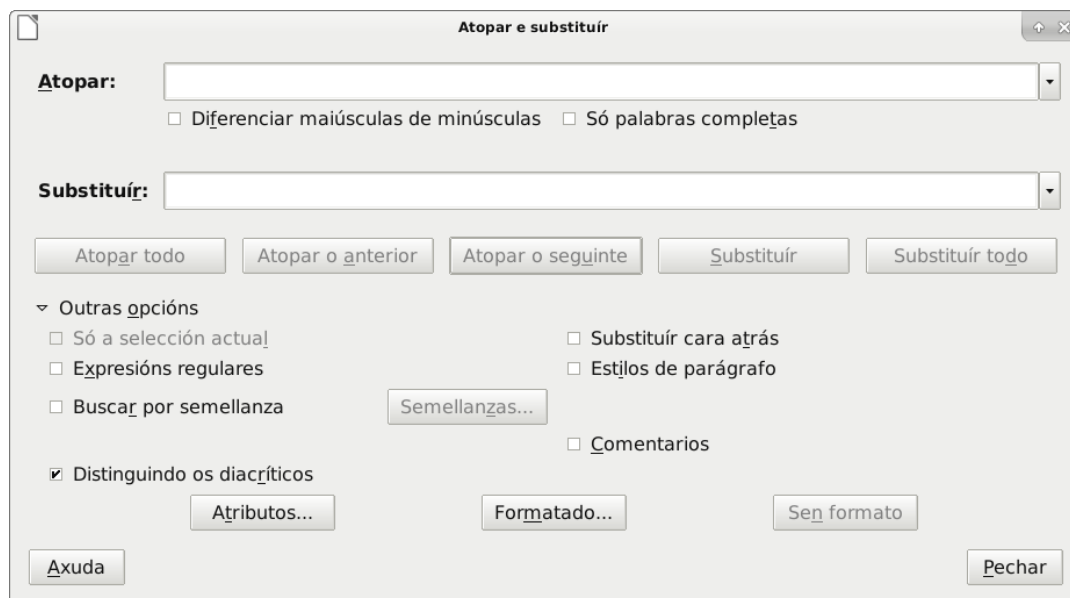 Atopar e substituír
Atopar:
Diferenciar maiúsculas de minúsculas Só palabras completas
Substituír:
Atopar todo Atopar o anterior Atopar o seguinte Substituír Substituír todo
Outras opcións
Só a selección actual Substituír cara atrás
Expresións regulares Estilos de parágrafo
Buscar por semellanza Semellanzas...
Comentarios
Distinguindo os diacríticos
Atributos... Formatado... Sen formato
Axuda Pechar